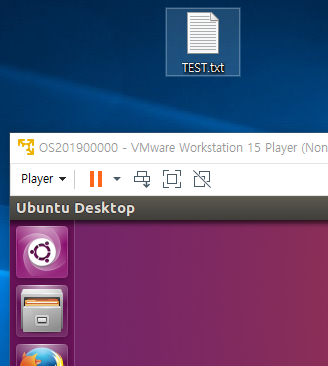 TEST.txt
OS201900000 - VMware Workstation 15 Player (Non
Player
Ubuntu Desktop